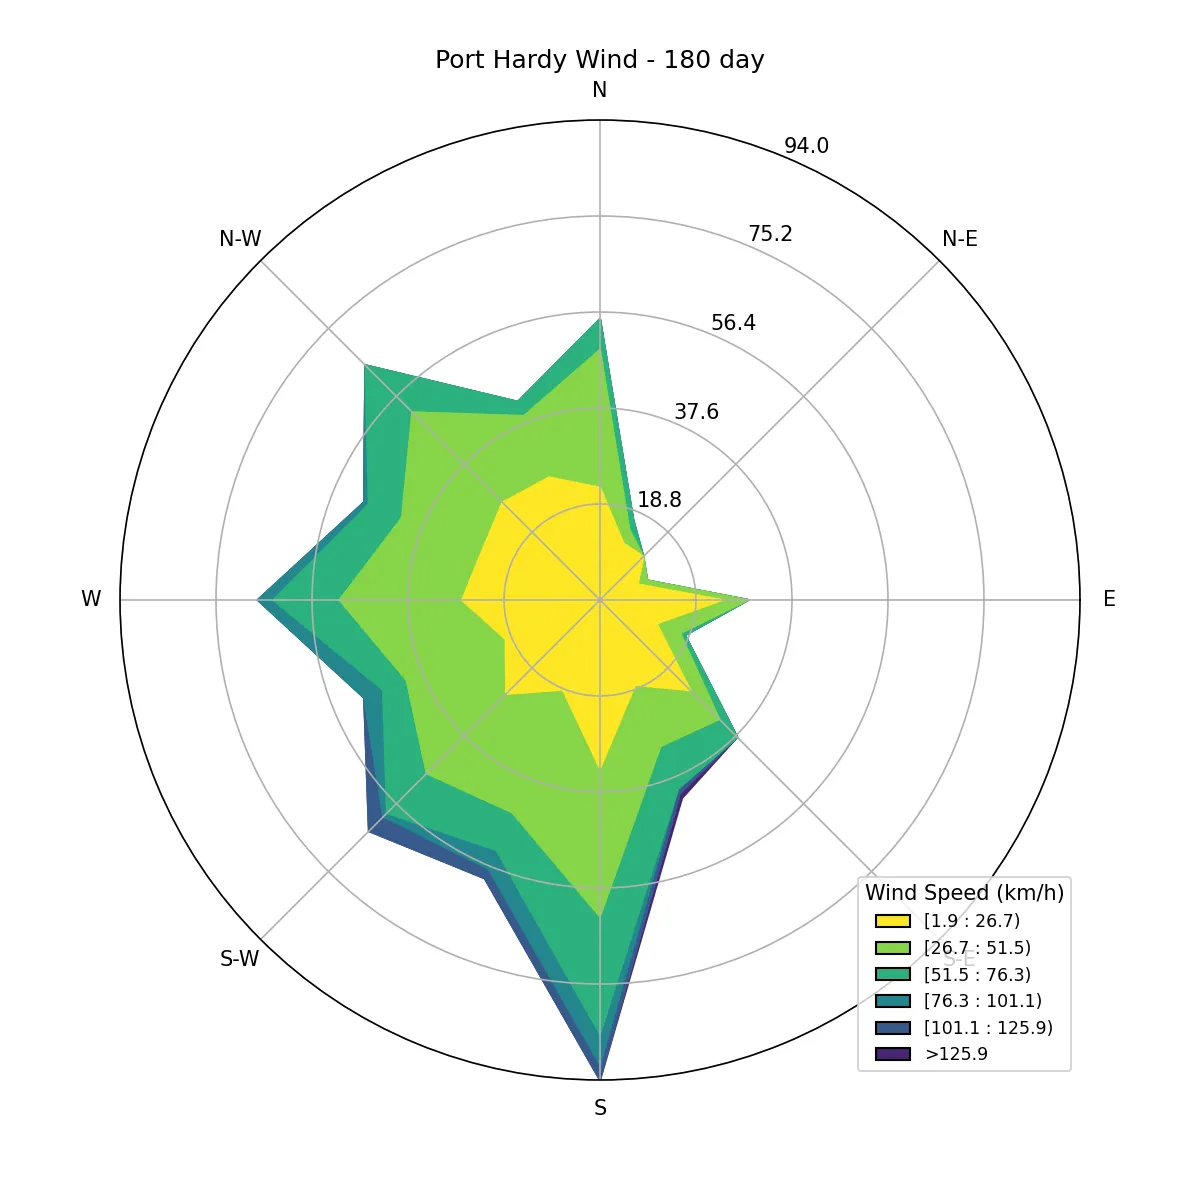 Port Hardy Wind - 180 day
N
94.0
75.2
N-W
N-E
56.4
37.6
18.8
W
E
Wind Speed (km/h)
[1.9 : 26.7)
[26.7 : 51.5)
S-W
S-E
[51.5 : 76.3)
[76.3 : 101.1)
[101.1 : 125.9)
>125.9
S